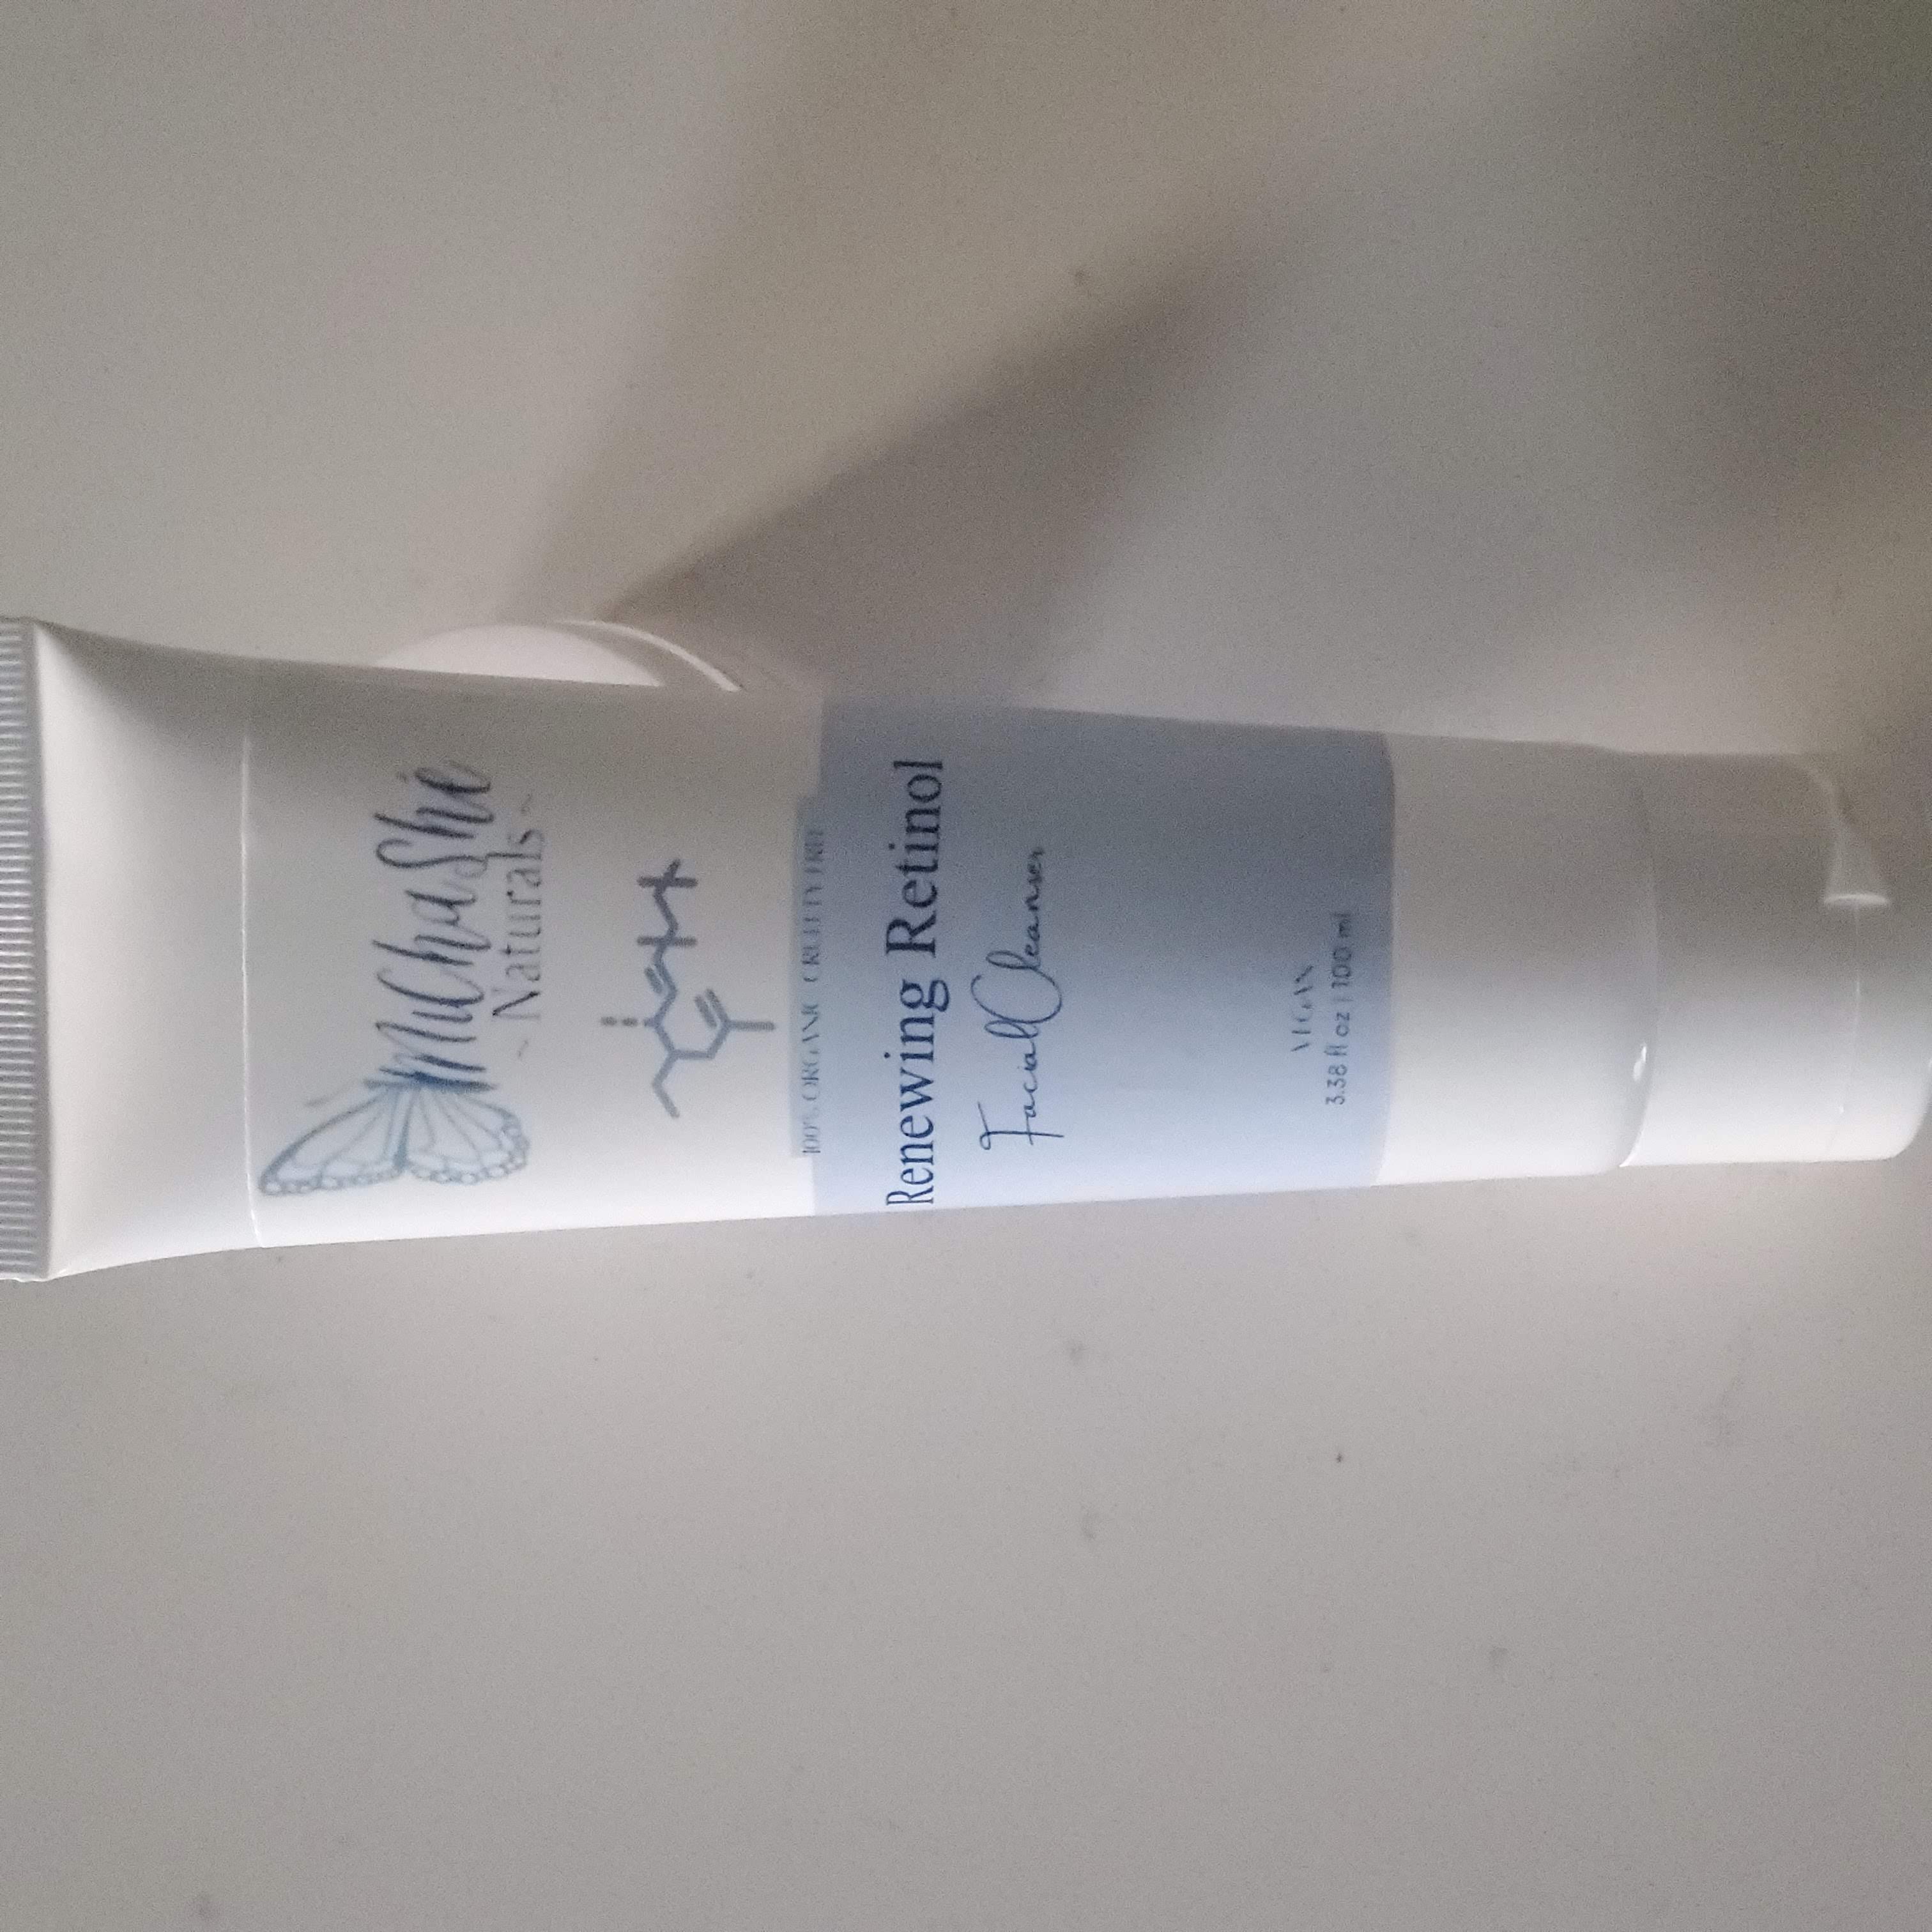 MiChaShe
~ Naturals ~
100% ORGANIC CRUELTY FREE
Renewing Retinol
Facial Cleanser
VEGAN
3.38 fl oz | 100 ml